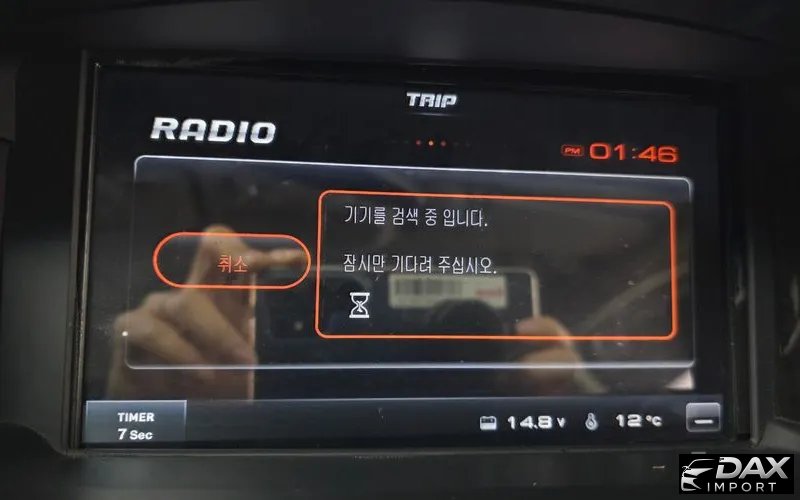 TRIP
RADIO
PM 01:46
기기를 검색 중 입니다.
취소
잠시만 기다려 주십시오.
TIMER
7 Sec
14.8 V
12 °C
DAX
IMPORT